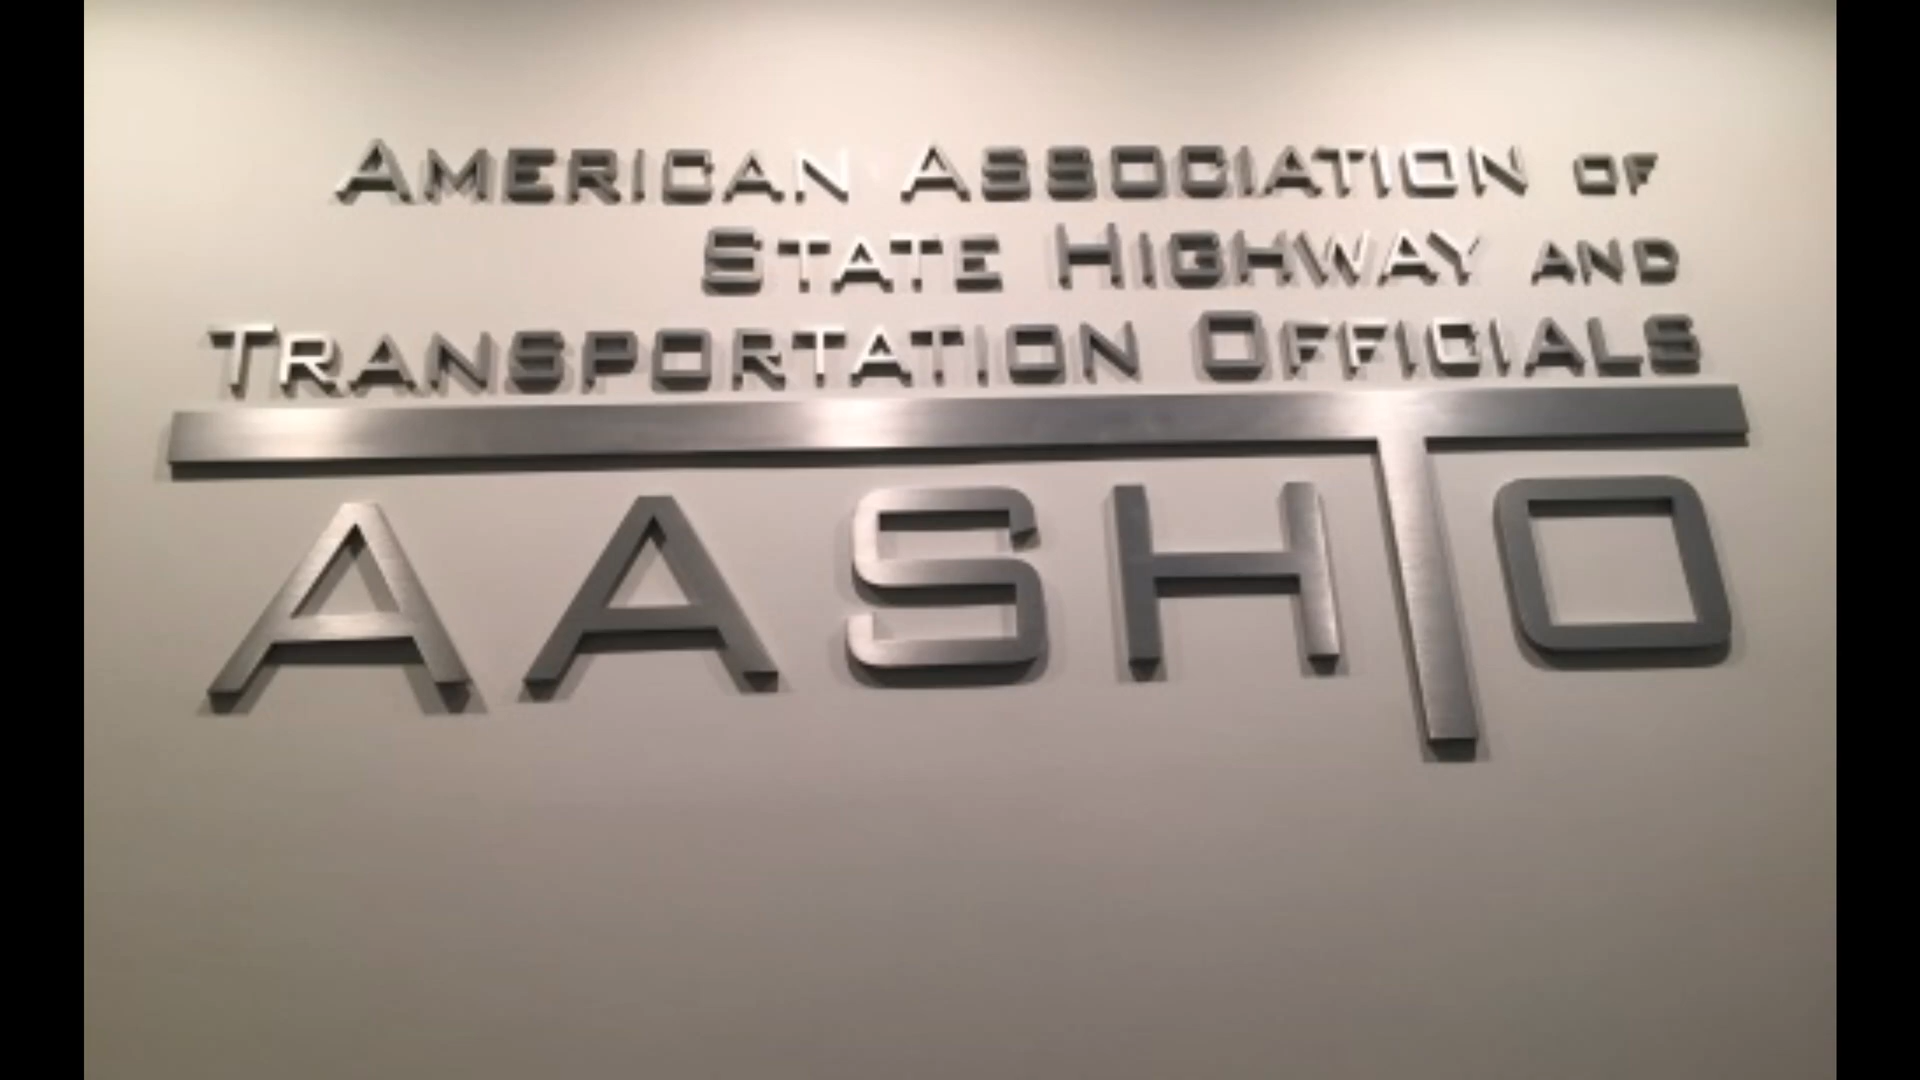 American Association of
State Highway and
Transportation Officials
AASHTO